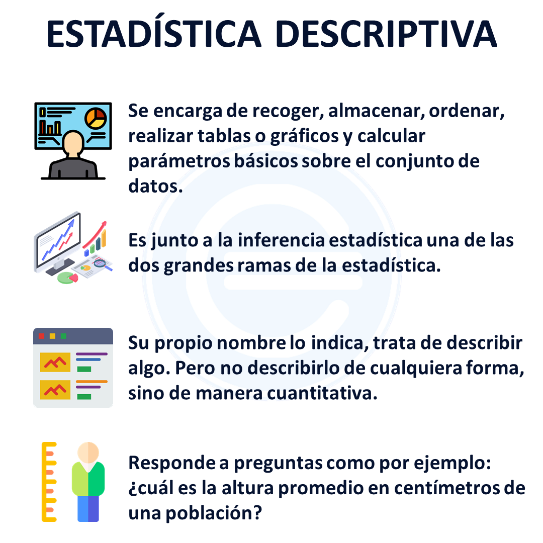 ESTADÍSTICA DESCRIPTIVA
Se encarga de recoger, almacenar, ordenar,
realizar tablas o gráficos y calcular
parámetros básicos sobre el conjunto de
datos.
Es junto a la inferencia estadística una de las
dos grandes ramas de la estadística.
Su propio nombre lo indica, trata de describir
algo. Pero no describirlo de cualquiera forma,
sino de manera cuantitativa.
Responde a preguntas como por ejemplo:
¿cuál es la altura promedio en centímetros de
una población?